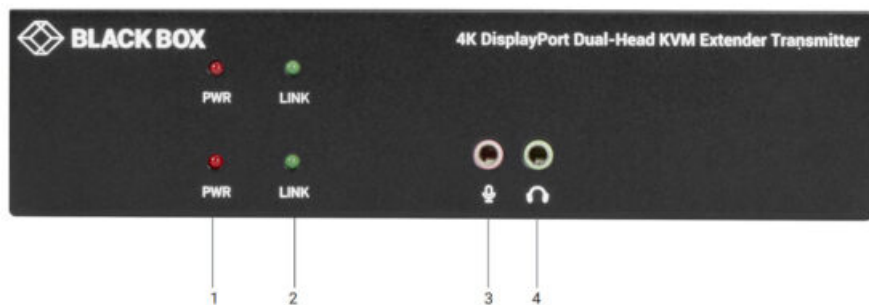 BLACK BOX
4K DisplayPort Dual-Head KVM Extender Transmitter
PWR LINK
PWR LINK
1 2 3 4